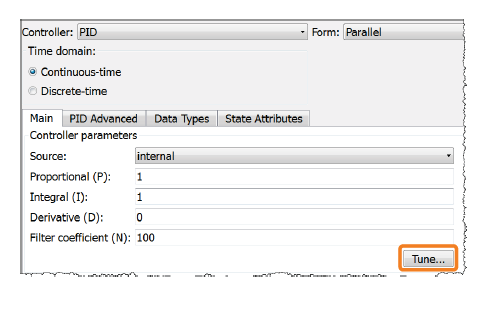 Controller: PID Form: Parallel
Time domain:
Continuous-time
Discrete-time
Main PID Advanced Data Types State Attributes
Controller parameters
Source: internal
Proportional (P): 1
Integral (I): 1
Derivative (D): 0
Filter coefficient (N): 100
Tune...